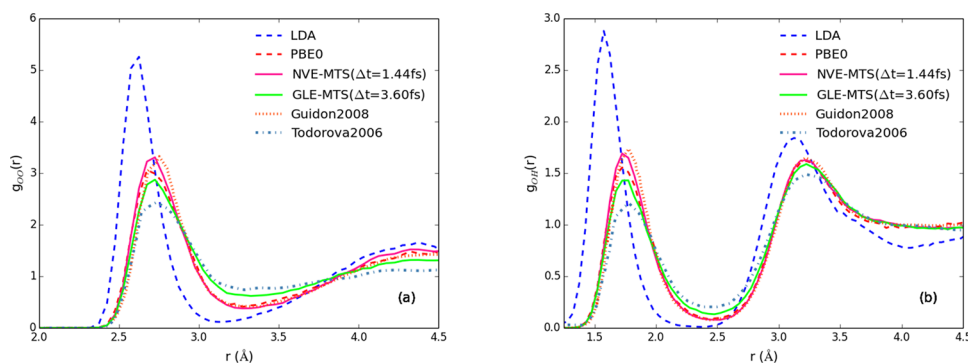 6
5
4
3
2
1
0
2.0
2.5
3.0
3.5
4.0
4.5
g_OO(r)
r (Å)
LDA
PBE0
NVE-MTS(Δt=1.44fs)
GLE-MTS(Δt=3.60fs)
Guidon2008
Todorova2006
(a)
3.0
2.5
2.0
1.5
1.0
0.5
0.0
1.5
2.0
2.5
3.0
3.5
4.0
4.5
g_OH(r)
r (Å)
LDA
PBE0
NVE-MTS(Δt=1.44fs)
GLE-MTS(Δt=3.60fs)
Guidon2008
Todorova2006
(b)